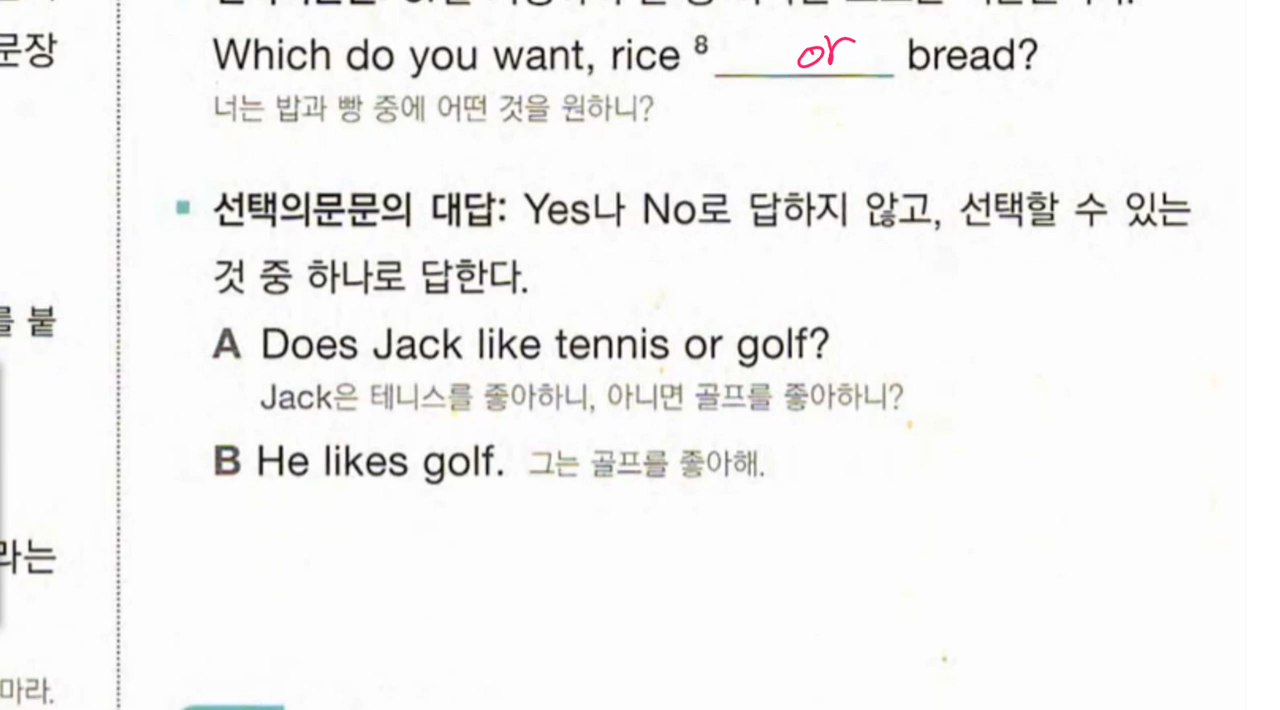 문장
Which do you want, rice 8 or bread?
너는 밥과 빵 중에 어떤 것을 원하니?
선택의문문의 대답: Yes나 No로 답하지 않고, 선택할 수 있는
것 중 하나로 답한다.
를 붙
A Does Jack like tennis or golf?
Jack은 테니스를 좋아하니, 아니면 골프를 좋아하니?
B He likes golf. 그는 골프를 좋아해.
라는
마라.